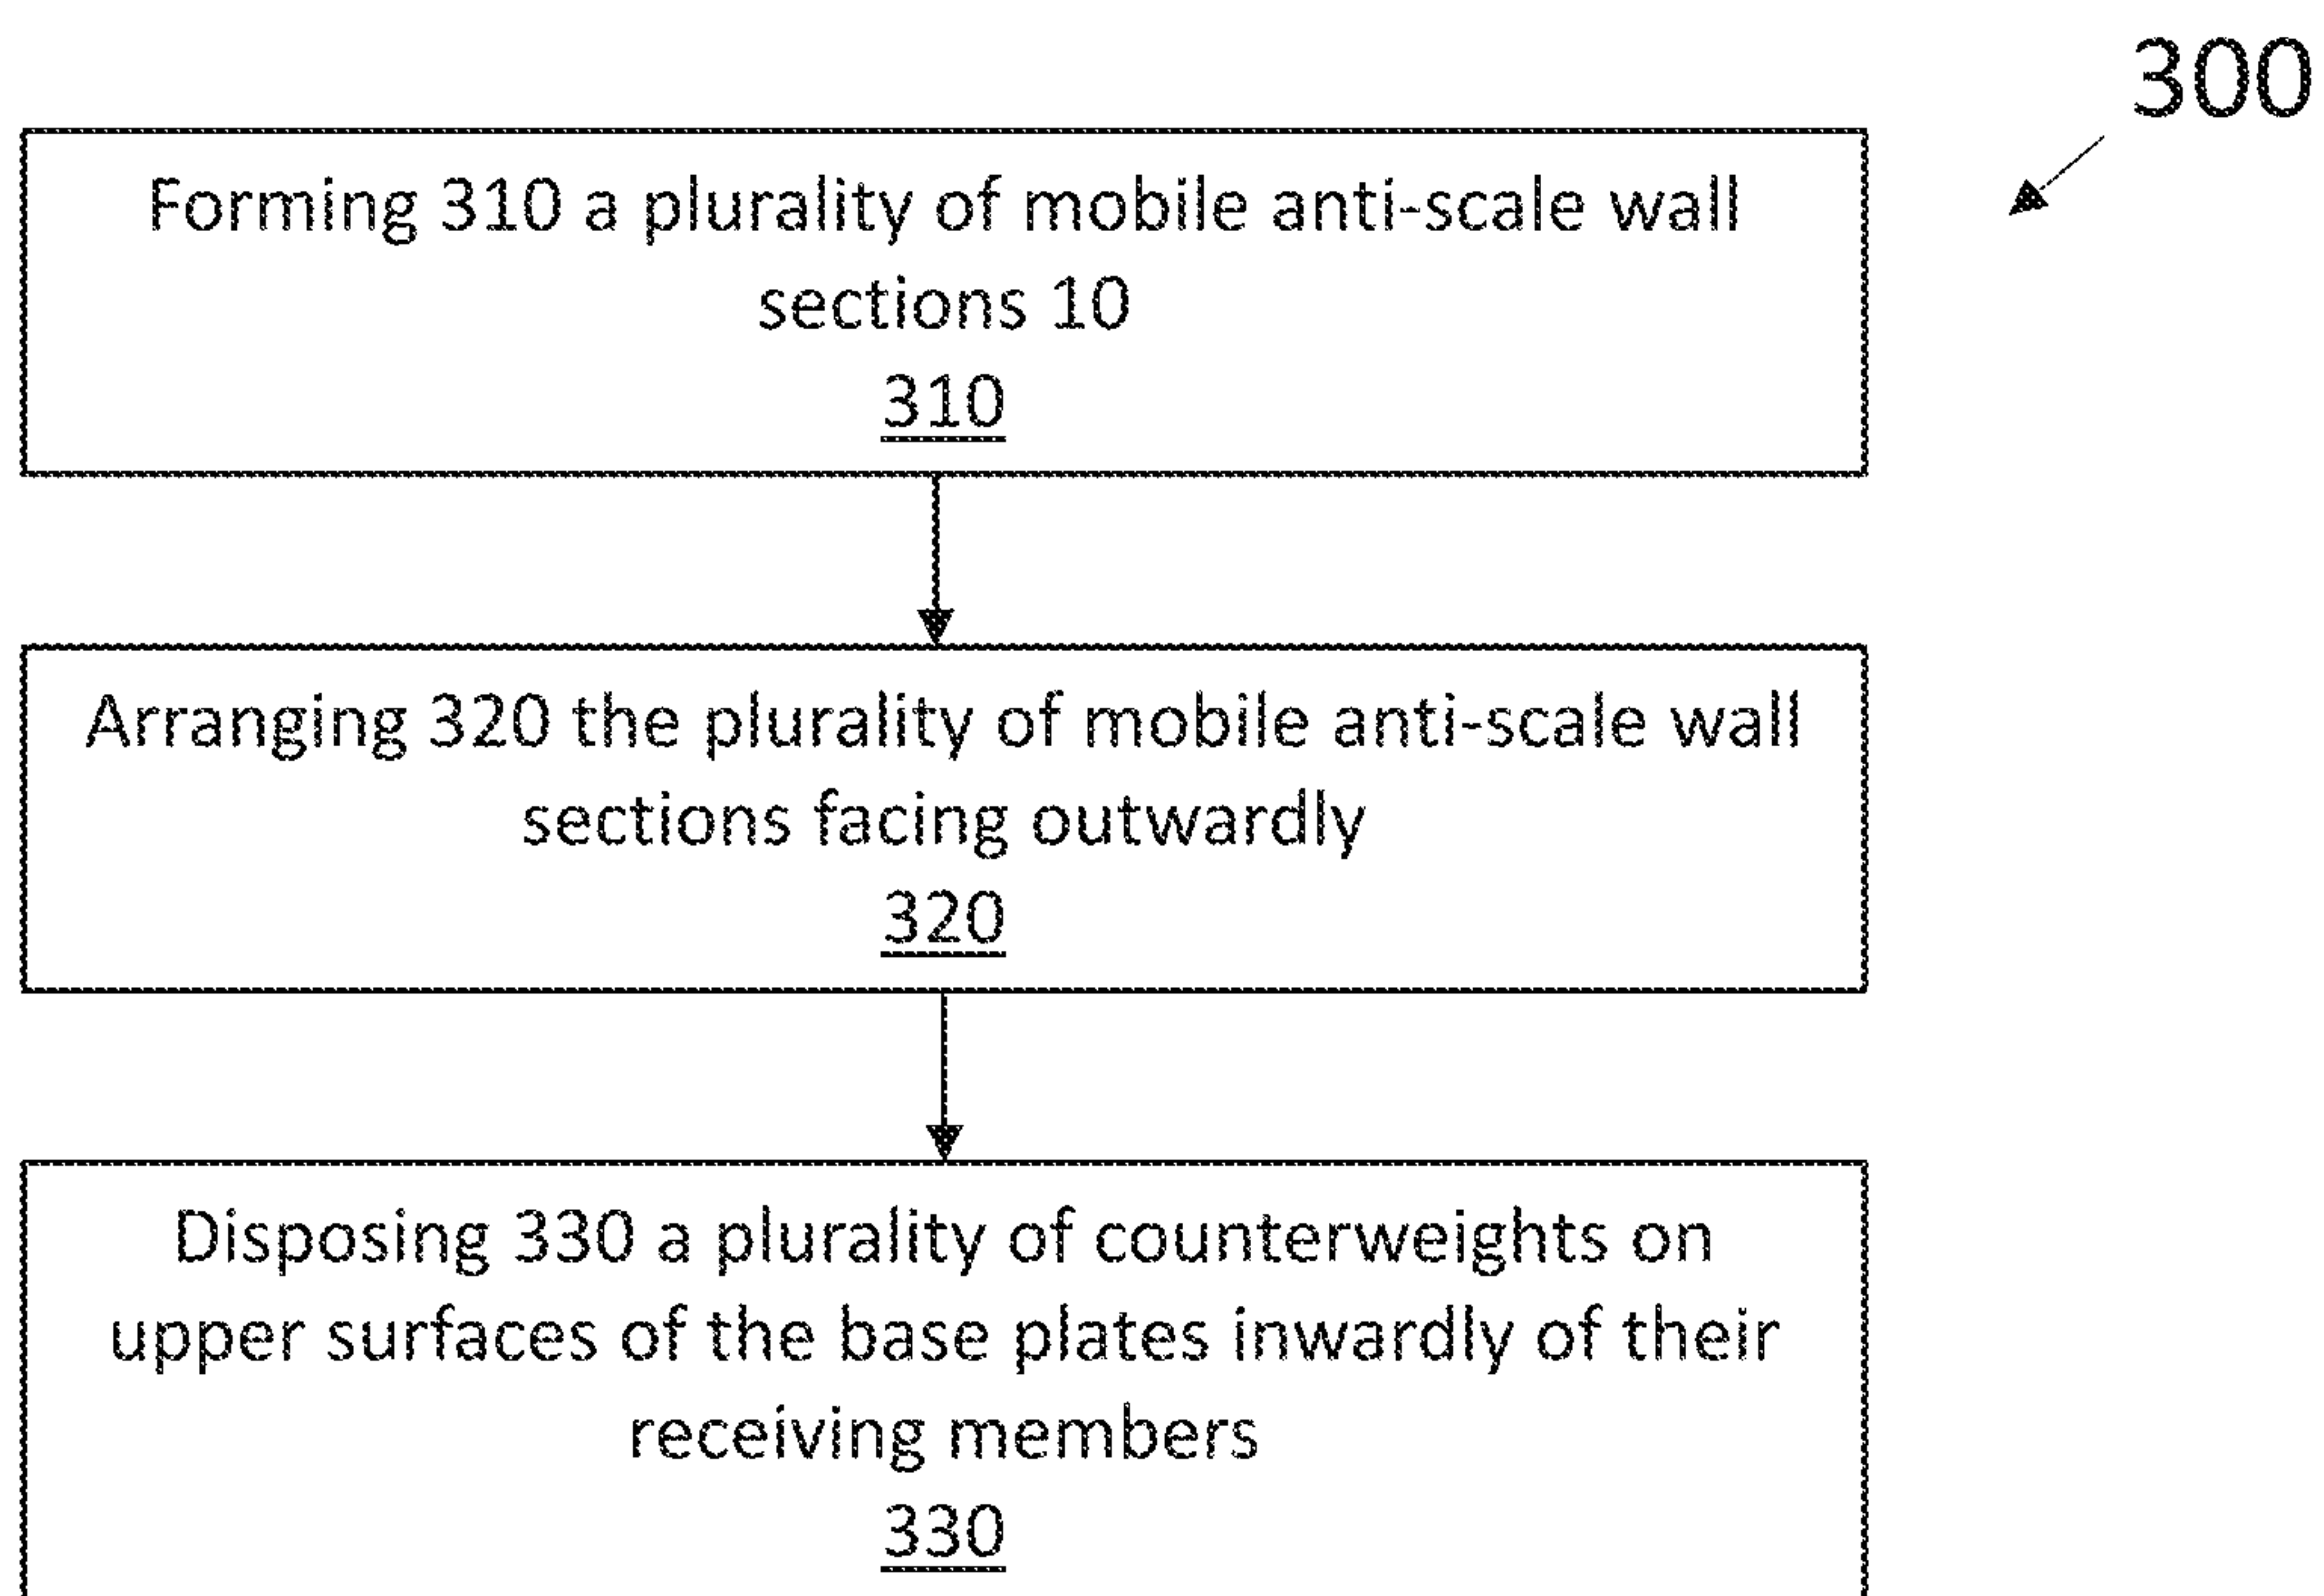 300
Forming 310 a plurality of mobile anti-scale wall
sections 10
310
Arranging 320 the plurality of mobile anti-scale wall
sections facing outwardly
320
Disposing 330 a plurality of counterweights on
upper surfaces of the base plates inwardly of their
receiving members
330